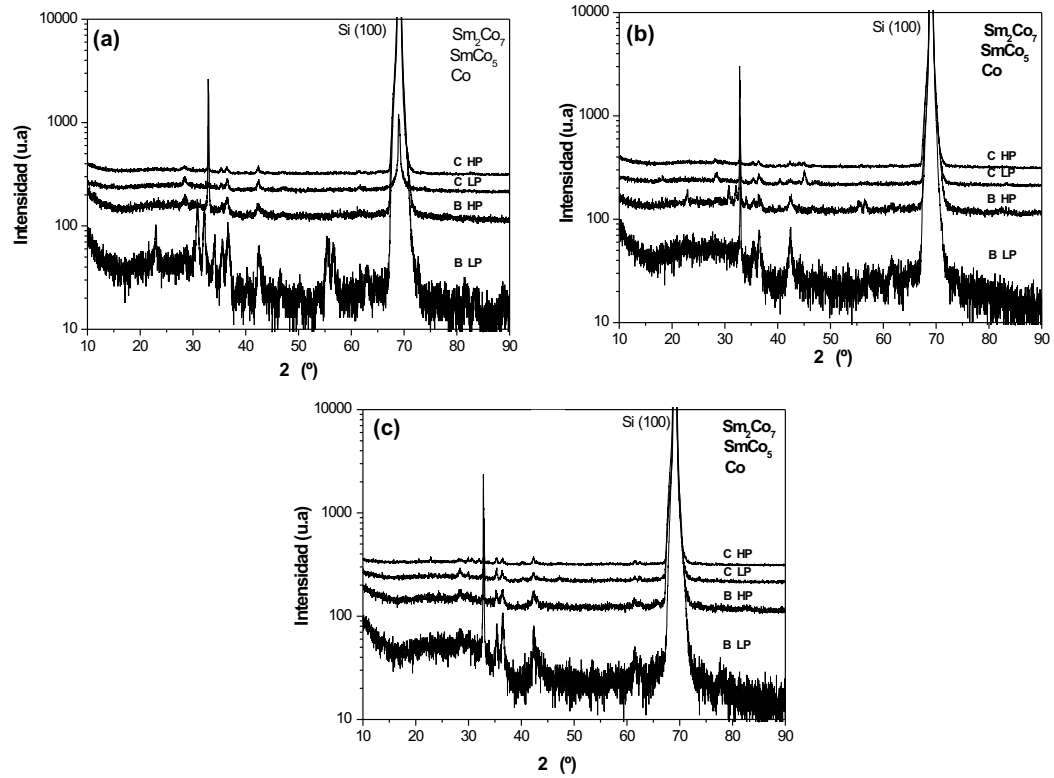 (a)
Si (100)
Sm2Co7
SmCo5
Co
C HP
C LP
B HP
B LP
Intensidad (u.a)
10000
1000
100
10
10 20 30 40 50 60 70 80 90
2 (º)
(b)
Si (100)
Sm2Co7
SmCo5
Co
C HP
C LP
B HP
B LP
Intensidad (u.a)
10000
1000
100
10
10 20 30 40 50 60 70 80 90
2 (º)
(c)
Si (100)
Sm2Co7
SmCo5
Co
C HP
C LP
B HP
B LP
Intensidad (u.a)
10000
1000
100
10
10 20 30 40 50 60 70 80 90
2 (º)